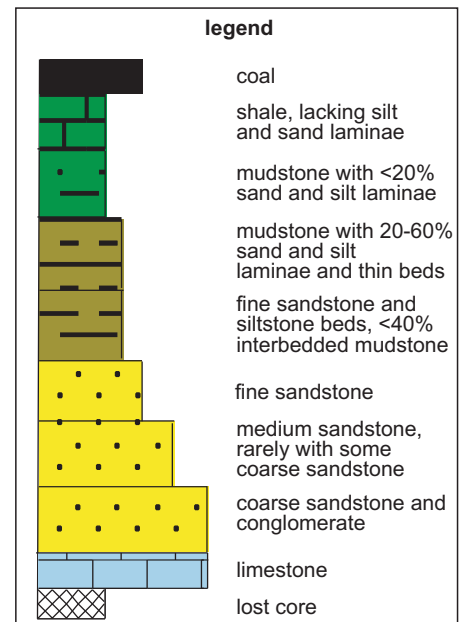 legend
coal
shale, lacking silt
and sand laminae
mudstone with <20%
sand and silt laminae
mudstone with 20-60%
sand and silt
laminae and thin beds
fine sandstone and
siltstone beds, <40%
interbedded mudstone
fine sandstone
medium sandstone,
rarely with some
coarse sandstone
coarse sandstone and
conglomerate
limestone
lost core